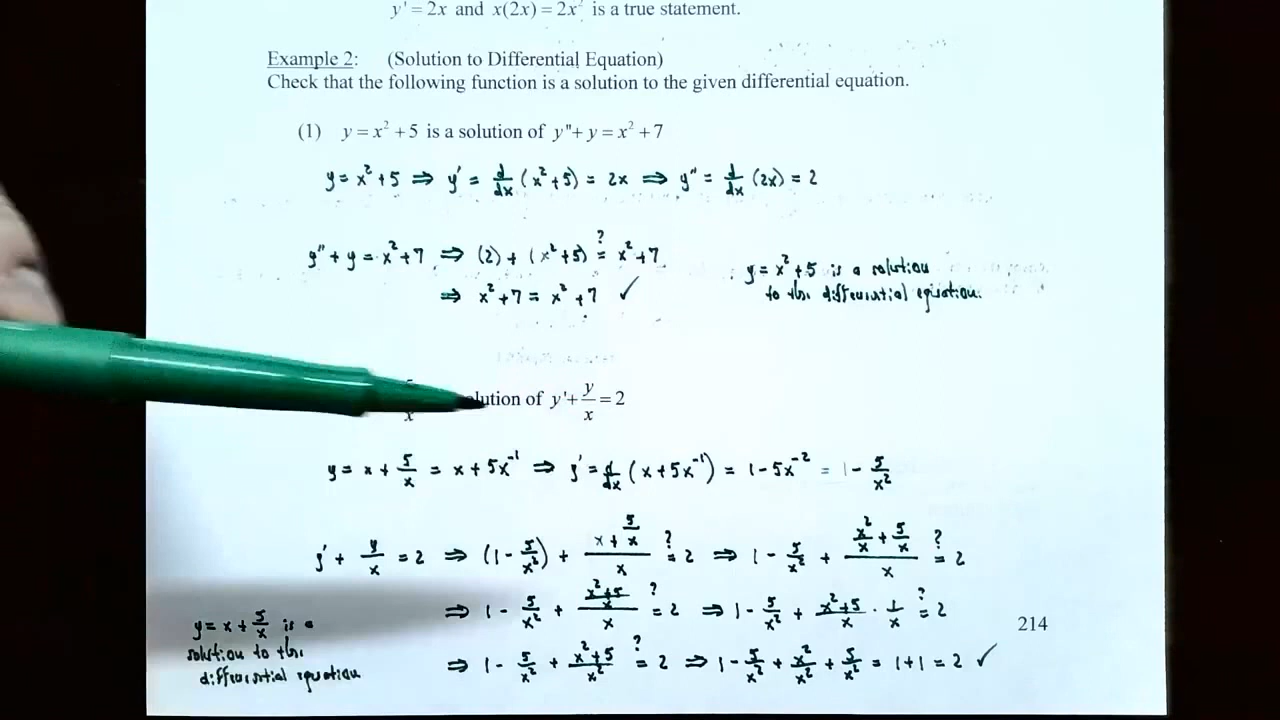 y' = 2x and x(2x) = 2x² is a true statement.
Example 2: (Solution to Differential Equation)
Check that the following function is a solution to the given differential equation.
(1) y = x² + 5 is a solution of y'' + y = x² + 7
y = x² + 5 ⇒ y' = d/dx (x² + 5) = 2x ⇒ y'' = d/dx (2x) = 2
y'' + y = x² + 7 ⇒ (2) + (x² + 5) ?= x² + 7
⇒ x² + 7 = x² + 7 ✓
y = x² + 5 is a solution
to this differential equation.
of y' + y/x = 2
y = x + 5/x = x + 5x⁻¹ ⇒ y' = d/dx (x + 5x⁻¹) = 1 - 5x⁻² = 1 - 5/x²
y' + y/x = 2 ⇒ (1 - 5/x²) + (x + 5/x)/x ?= 2 ⇒ 1 - 5/x² + (x²/x + 5/x)/x ?= 2
⇒ 1 - 5/x² + ((x² + 5)/x)/x ?= 2 ⇒ 1 - 5/x² + (x² + 5)/x · 1/x ?= 2
⇒ 1 - 5/x² + (x² + 5)/x² ?= 2 ⇒ 1 - 5/x² + x²/x² + 5/x² = 1 + 1 = 2 ✓
y = x + 5/x is a
solution to this
differential equation
214